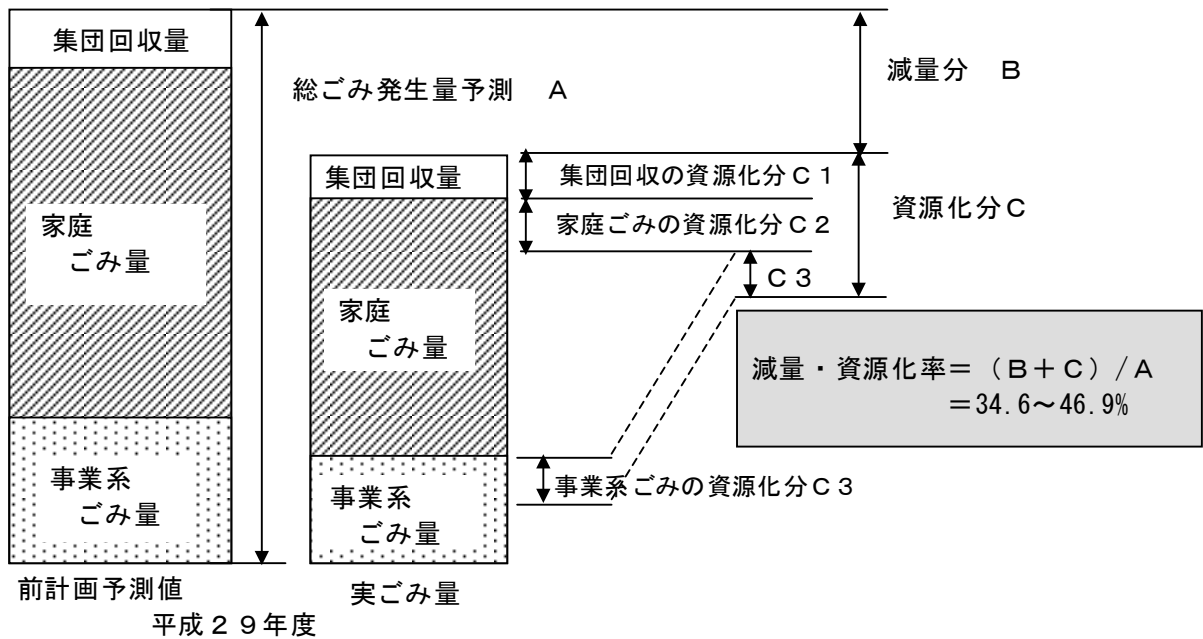 集団回収量
総ごみ発生量予測　A
減量分　B
集団回収量
集団回収の資源化分C1
資源化分C
家庭
ごみ量
家庭ごみの資源化分C2
C3
家庭
ごみ量
減量・資源化率＝（B＋C）/A
＝34.6～46.9%
事業系
ごみ量
事業系ごみの資源化分C3
事業系
ごみ量
前計画予測値
実ごみ量
平成29年度